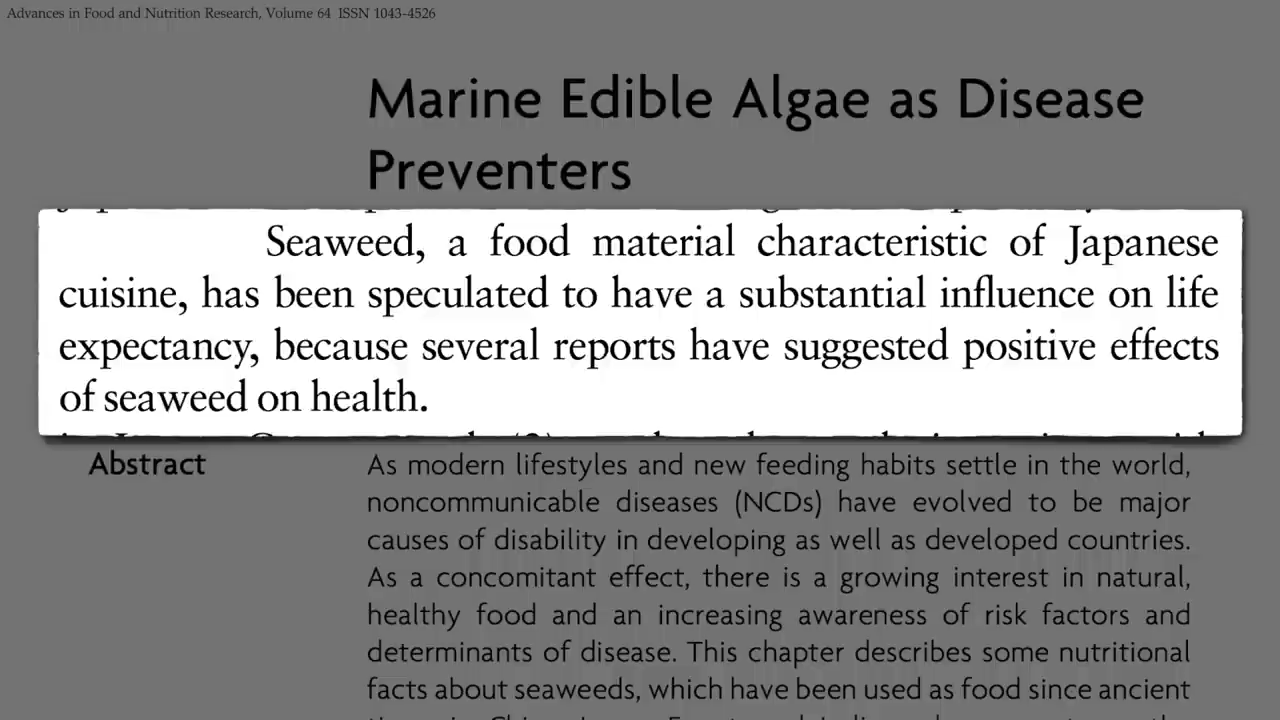 Advances in Food and Nutrition Research, Volume 64 ISSN 1043-4526
Marine Edible Algae as Disease
Preventers
Seaweed, a food material characteristic of Japanese
cuisine, has been speculated to have a substantial influence on life
expectancy, because several reports have suggested positive effects
of seaweed on health.
Abstract
As modern lifestyles and new feeding habits settle in the world,
noncommunicable diseases (NCDs) have evolved to be major
causes of disability in developing as well as developed countries.
As a concomitant effect, there is a growing interest in natural,
healthy food and an increasing awareness of risk factors and
determinants of disease. This chapter describes some nutritional
facts about seaweeds, which have been used as food since ancient